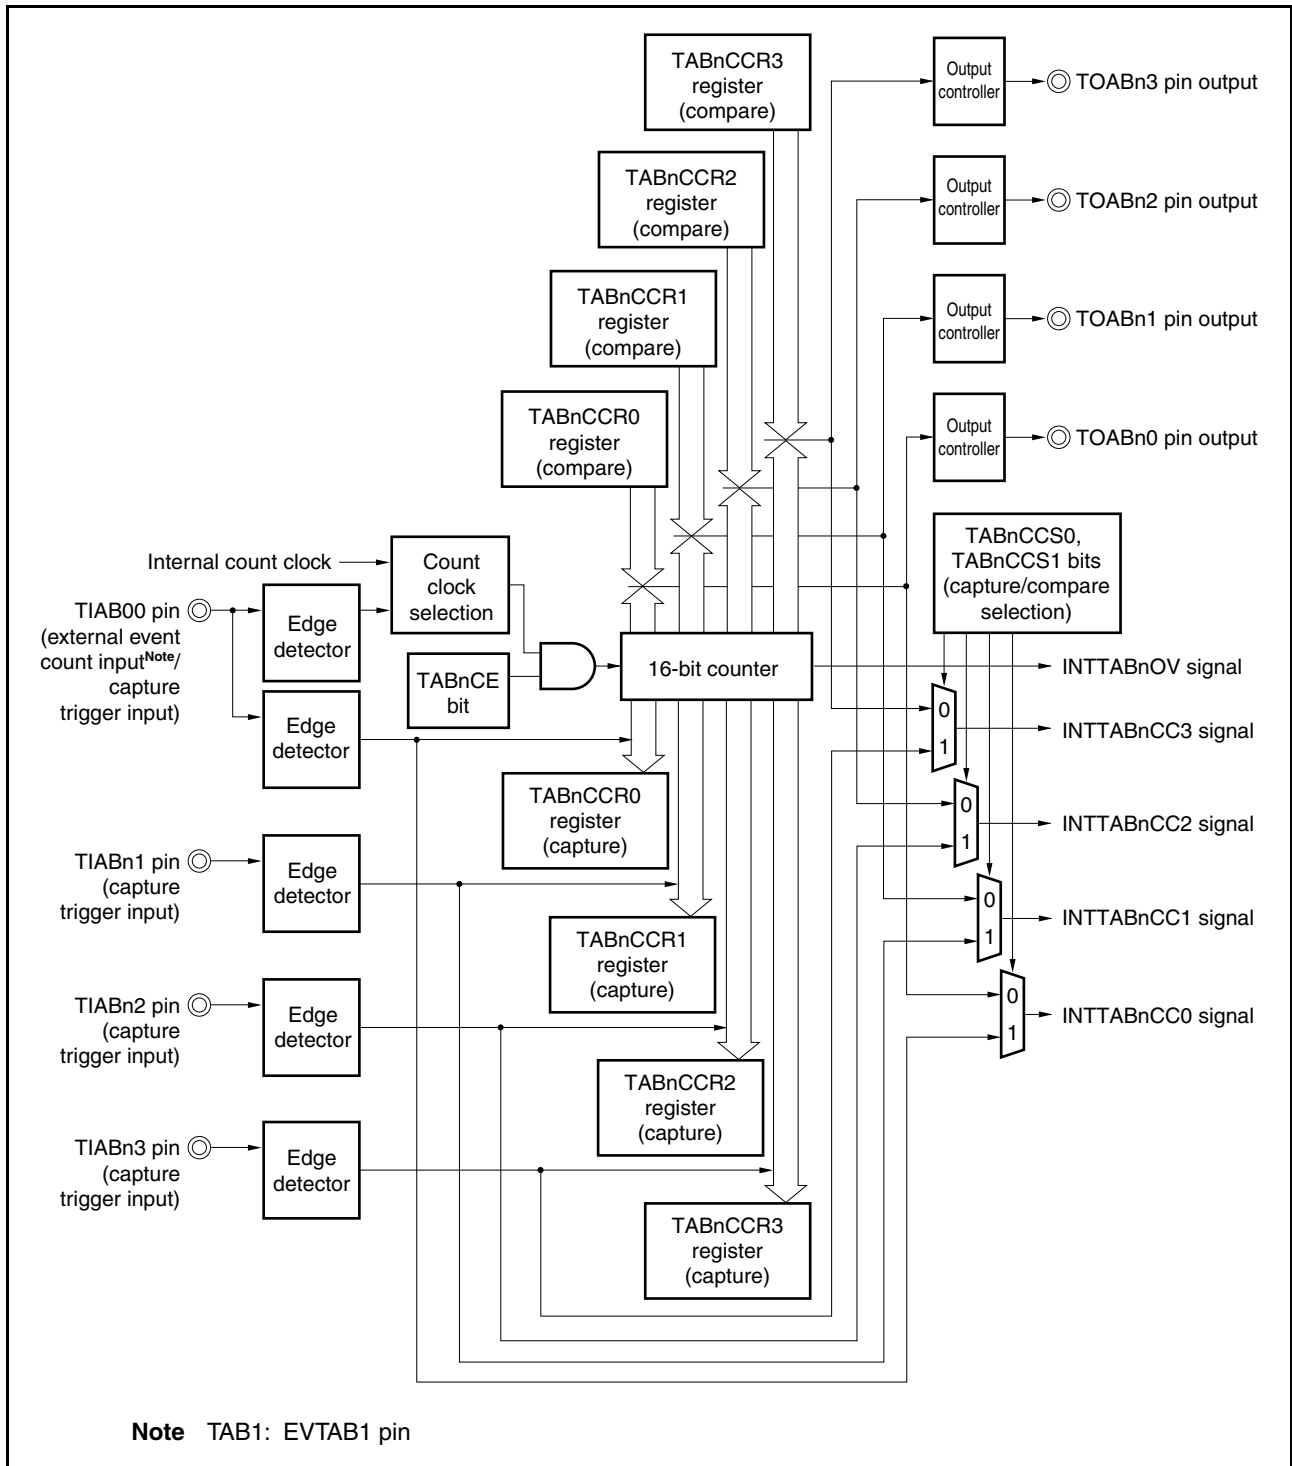 TABnCCR3
register
(compare)
Output
controller
TOABn3 pin output
TABnCCR2
register
(compare)
Output
controller
TOABn2 pin output
TABnCCR1
register
(compare)
Output
controller
TOABn1 pin output
TABnCCR0
register
(compare)
Output
controller
TOABn0 pin output
TABnCCS0,
TABnCCS1 bits
(capture/compare
selection)
Internal count clock
Count
clock
selection
TIAB00 pin
(external event
count inputNote/
capture
trigger input)
Edge
detector
TABnCE
bit
16-bit counter
INTTABnOV signal
Edge
detector
0
1
INTTABnCC3 signal
TABnCCR0
register
(capture)
0
1
INTTABnCC2 signal
TIABn1 pin
(capture
trigger input)
Edge
detector
0
1
INTTABnCC1 signal
TABnCCR1
register
(capture)
TIABn2 pin
(capture
trigger input)
Edge
detector
0
1
INTTABnCC0 signal
TABnCCR2
register
(capture)
TIABn3 pin
(capture
trigger input)
Edge
detector
TABnCCR3
register
(capture)
Note TAB1: EVTAB1 pin